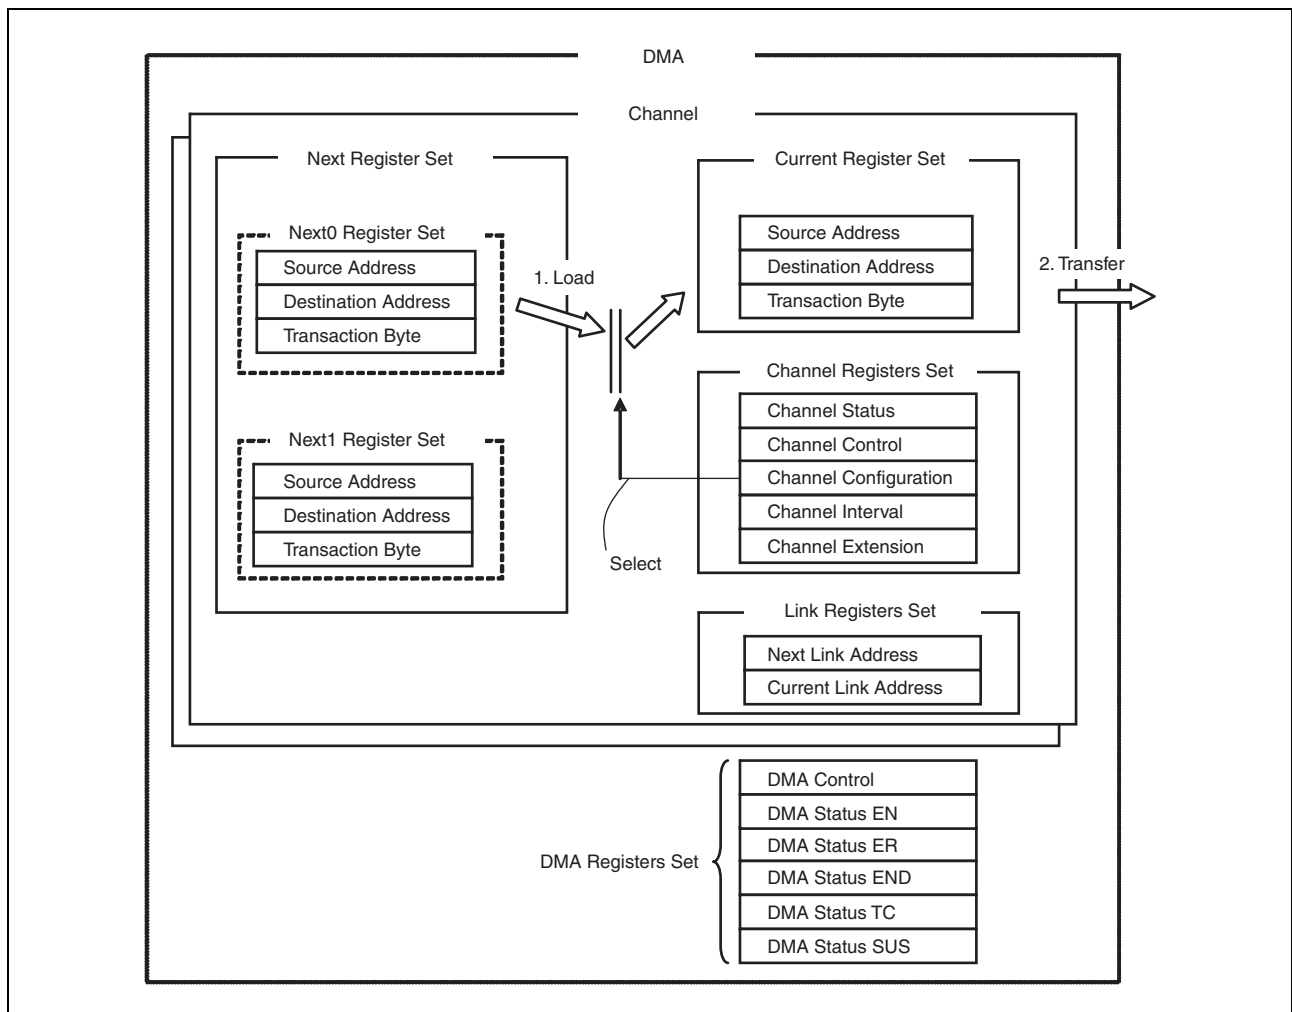 DMA
Channel
Next Register Set
Next0 Register Set
Source Address
Destination Address
Transaction Byte
Next1 Register Set
Source Address
Destination Address
Transaction Byte
1. Load
Select
Current Register Set
Source Address
Destination Address
Transaction Byte
2. Transfer
Channel Registers Set
Channel Status
Channel Control
Channel Configuration
Channel Interval
Channel Extension
Link Registers Set
Next Link Address
Current Link Address
DMA Registers Set
DMA Control
DMA Status EN
DMA Status ER
DMA Status END
DMA Status TC
DMA Status SUS